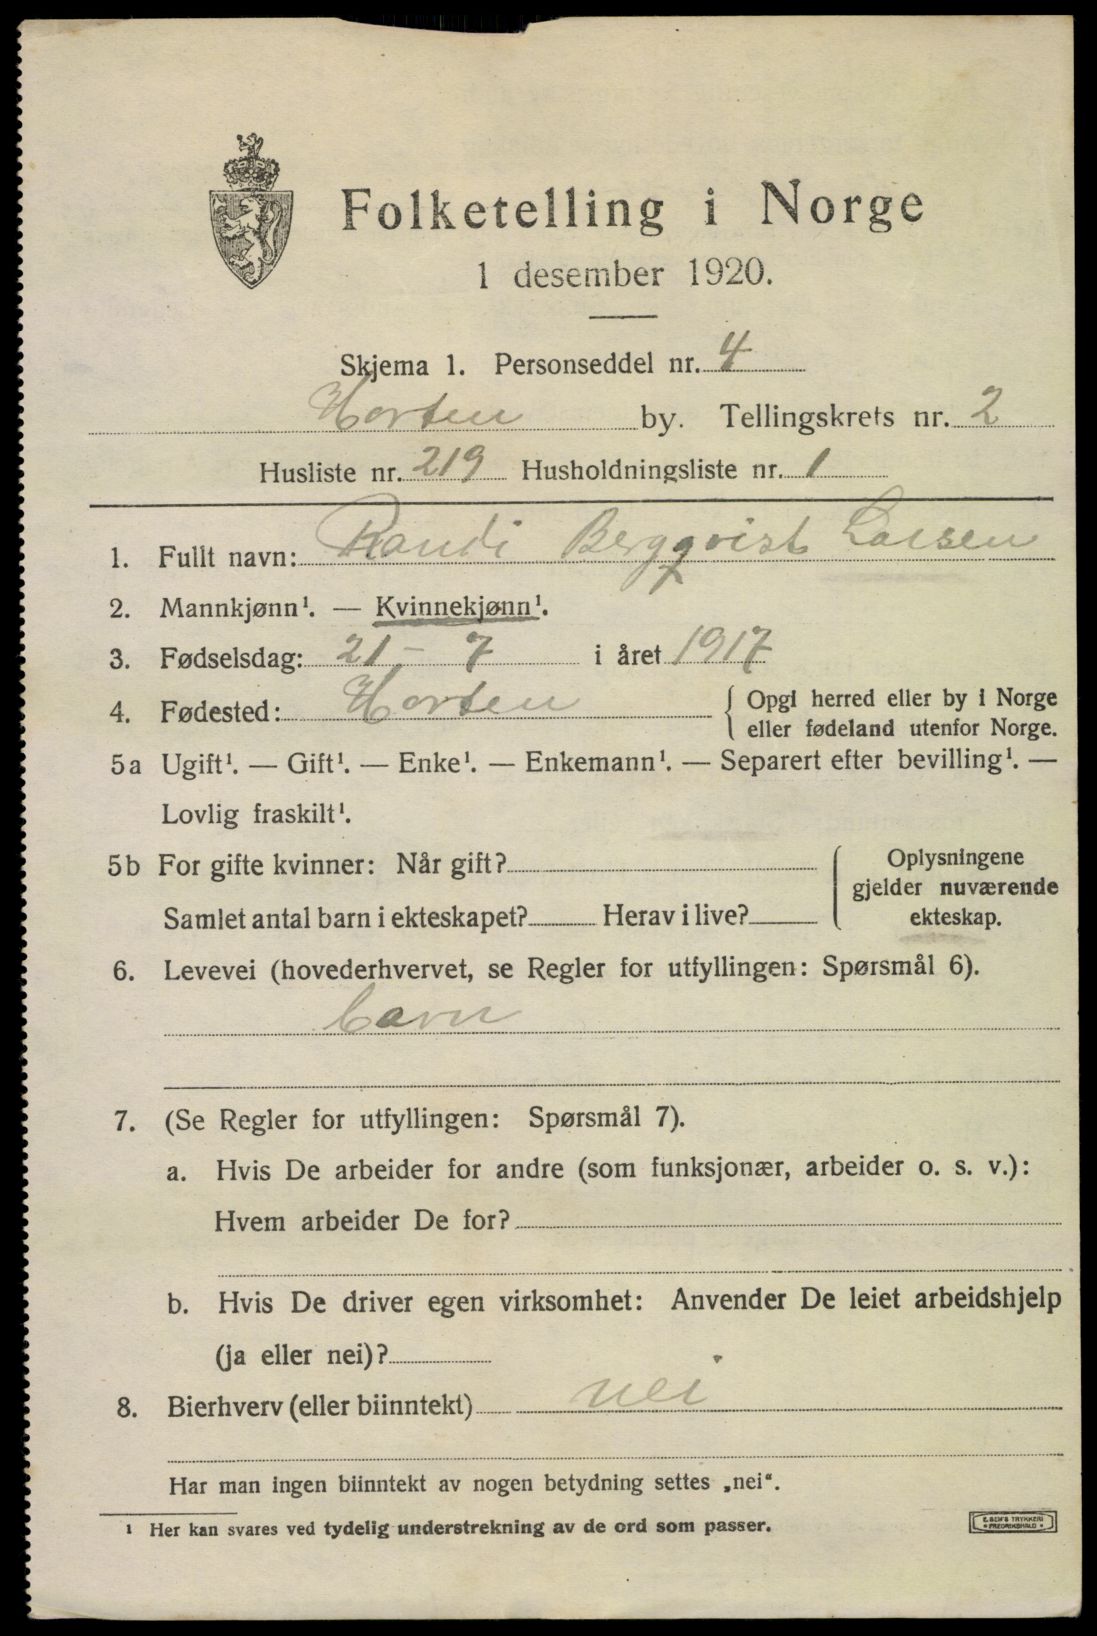 Folketelling i Norge
1 desember 1920.
Skjema 1. Personseddel nr. 4
Horten by. Tellingskrets nr. 2
Husliste nr. 219 Husholdningsliste nr. 1
1. Fullt navn: Randi Bergqvist Larsen
2. Mannkjønn¹. — Kvinnekjønn¹.
3. Fødselsdag: 21 - 7 i året 1917
4. Fødested: Horten { Opgi herred eller by i Norge
eller fødeland utenfor Norge.
5a Ugift¹. — Gift¹. — Enke¹. — Enkemann¹. — Separert efter bevilling¹. —
Lovlig fraskilt¹.
5b For gifte kvinner: Når gift?
Samlet antal barn i ekteskapet? Herav i live?
Oplysningene
gjelder nuværende
ekteskap.
6. Levevei (hovederhvervet, se Regler for utfyllingen: Spørsmål 6).
barn
7. (Se Regler for utfyllingen: Spørsmål 7).
a. Hvis De arbeider for andre (som funksjonær, arbeider o. s. v.):
Hvem arbeider De for?
b. Hvis De driver egen virksomhet: Anvender De leiet arbeidshjelp
(ja eller nei)?
8. Bierhverv (eller biinntekt) nei
Har man ingen biinntekt av nogen betydning settes „nei“.
¹ Her kan svares ved tydelig understrekning av de ord som passer.
E. SEM'S TRYKKERI
• FREDRIKSHALD •